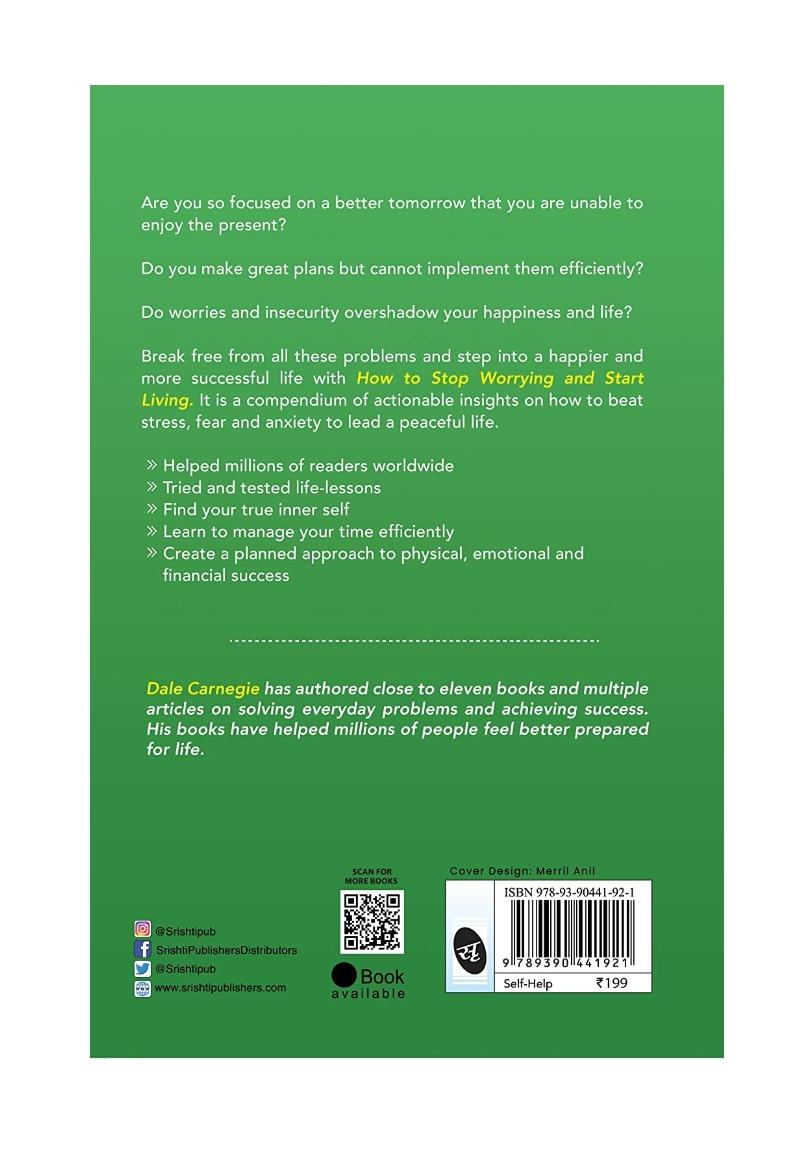 Are you so focused on a better tomorrow that you are unable to
enjoy the present?
Do you make great plans but cannot implement them efficiently?
Do worries and insecurity overshadow your happiness and life?
Break free from all these problems and step into a happier and
more successful life with How to Stop Worrying and Start
Living. It is a compendium of actionable insights on how to beat
stress, fear and anxiety to lead a peaceful life.
» Helped millions of readers worldwide
» Tried and tested life-lessons
» Find your true inner self
» Learn to manage your time efficiently
» Create a planned approach to physical, emotional and
financial success
Dale Carnegie has authored close to eleven books and multiple
articles on solving everyday problems and achieving success.
His books have helped millions of people feel better prepared
for life.
@Srishtipub
SrishtiPublishersDistributors
@Srishtipub
www.srishtipublishers.com
SCAN FOR
MORE BOOKS
Book
available
Cover Design: Merril Anil
ISBN 978-93-90441-92-1
सृ
9 789390 441921
Self-Help ₹199